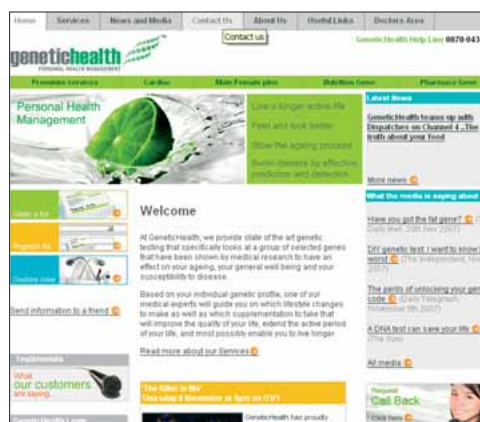 Home Services News and Media Contact Us About Us Useful Links Doctors Area
Contact us
GeneticHealth Help Line 0870 043
genetichealth
PERSONAL HEALTH MANAGEMENT
Premium services Cardiac Male/Female plus Nutrition Gene Pharmaco Gene
Personal Health
Management
Live a longer active life
Feel and look better
Slow the ageing process
Avoid disease by effective
prediction and detection
Latest News
GeneticHealth teams up with
Dispatches on Channel 4 ..The
truth about your food
More news
What the media is saying about
Have you got the fat gene?
Daily Mail, 20th Nov 2007)
DIY genetic test: I want to know
worst (The Independent, No
2007)
The perils of unlocking your gen
code (Daily Telegraph,
November 6th 2007)
A DNA test can save your life
(The Sun)
All media
Order a Kit
Register Kit
Doctors Area
Send information to a friend
Welcome
At GeneticHealth, we provide state of the art genetic
testing that specifically looks at a group of selected genes
that have been shown by medical research to have an
effect on your ageing, your general well being and your
susceptibility to disease.
Based on your individual genetic profile, one of our
medical experts will guide you on which lifestyle changes
to make as well as which supplementation to take that
will improve the quality of your life, extend the active period
of your life, and most possibly enable you to live longer.
Read more about our Services
Testimonials
What
our customers
are saying...
'The Killer in Me'
Thursday 8 November at 9pm on ITV1
GeneticHealth has proudly
Request
Call Back
Click here